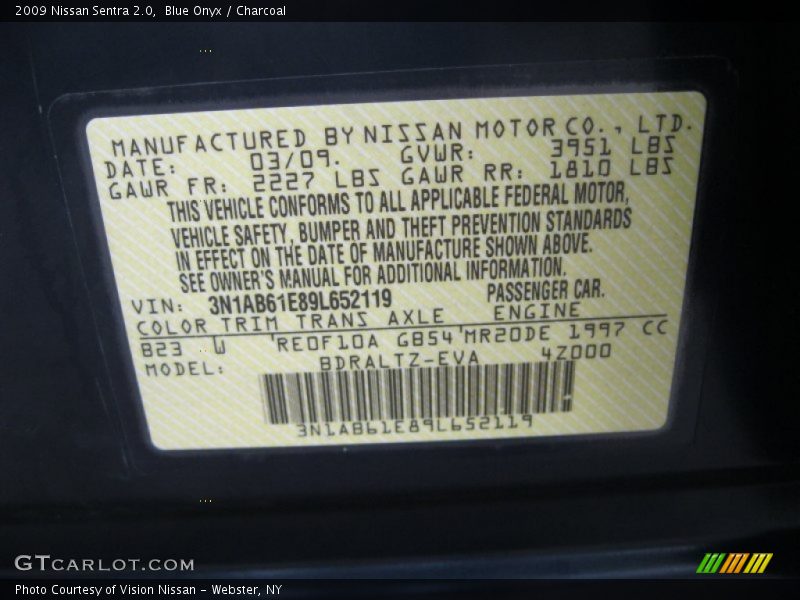 2009 Nissan Sentra 2.0,  Blue Onyx / Charcoal
MANUFACTURED BY NISSAN MOTOR CO., LTD.
DATE: 03/09. GVWR: 3951 LBS
GAWR FR: 2227 LBS GAWR RR: 1810 LBS
THIS VEHICLE CONFORMS TO ALL APPLICABLE FEDERAL MOTOR,
VEHICLE SAFETY, BUMPER AND THEFT PREVENTION STANDARDS
IN EFFECT ON THE DATE OF MANUFACTURE SHOWN ABOVE.
SEE OWNER'S MANUAL FOR ADDITIONAL INFORMATION.
VIN: 3N1AB61E89L652119 PASSENGER CAR.
COLOR TRIM TRANS AXLE ENGINE
B23 W 'RE0F10A GB54'MR20DE 1997 CC
MODEL: BDRALTZ-EVA 4Z000
3N1AB61E89L652119
GTCARLOT.COM
Photo Courtesy of Vision Nissan - Webster, NY